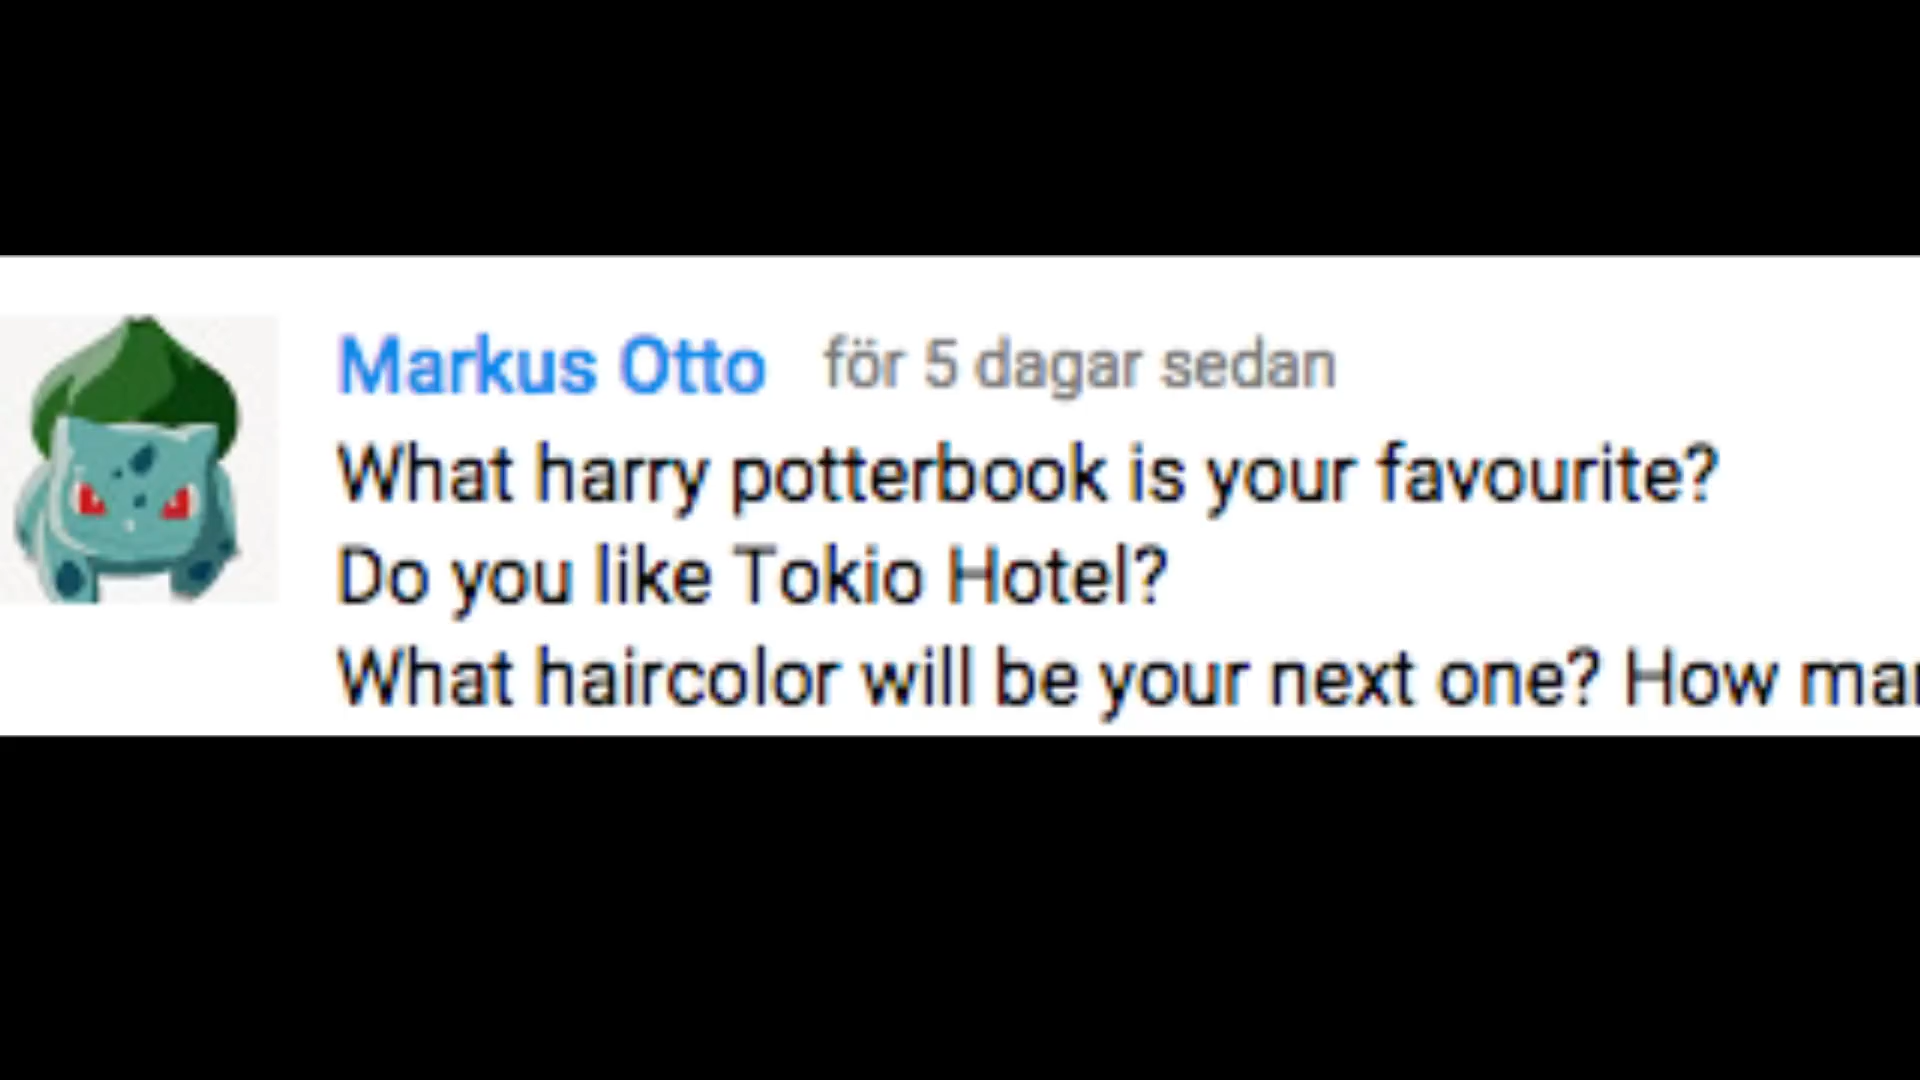 Markus Otto för 5 dagar sedan
What harry potterbook is your favourite?
Do you like Tokio Hotel?
What haircolor will be your next one? How